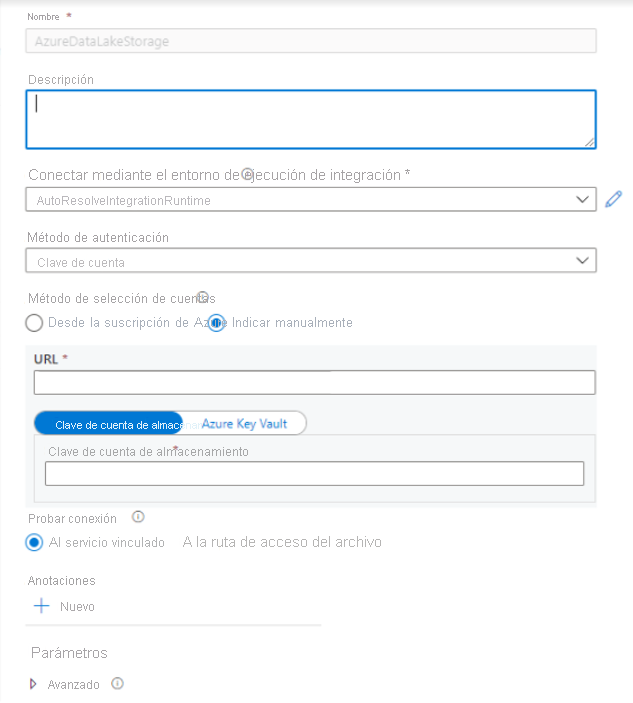 Nombre *
AzureDataLakeStorage
Descripción
Conectar mediante el entorno de ejecución de integración *
AutoResolveIntegrationRuntime
Método de autenticación
Clave de cuenta
Método de selección de cuentas
Desde la suscripción de Azure Indicar manualmente
URL *
Clave de cuenta de almacenamiento Azure Key Vault
Clave de cuenta de almacenamiento *
Probar conexión
Al servicio vinculado A la ruta de acceso del archivo
Anotaciones
Nuevo
Parámetros
Avanzado